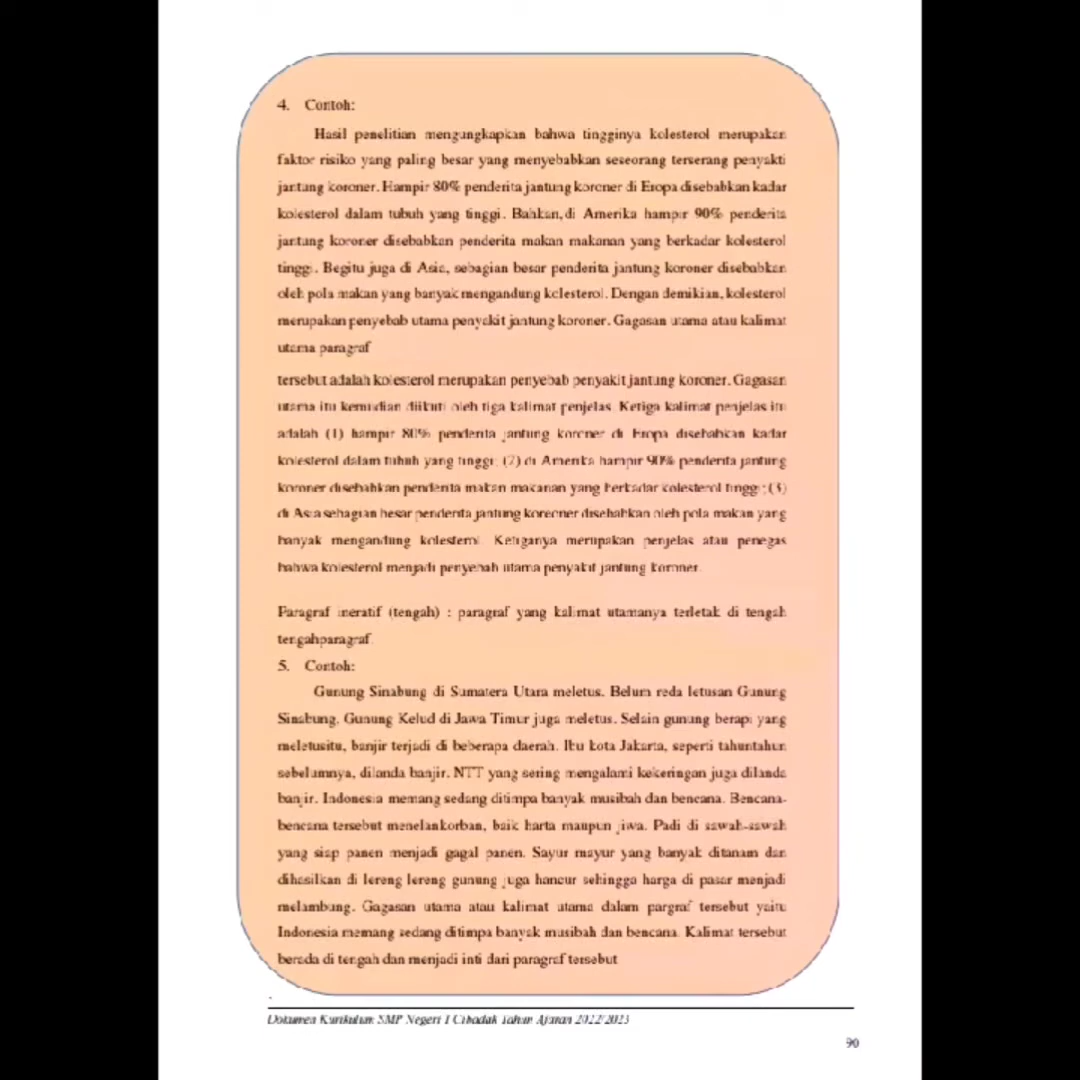 4. Contoh:
Hasil penelitian mengungkapkan bahwa tingginya kolesterol merupakan
faktor risiko yang paling besar yang menyebabkan seseorang terserang penyakti
jantung koroner. Hampir 80% penderita jantung koroner di Eropa disebabkan kadar
kolesterol dalam tubuh yang tinggi. Bahkan, di Amerika hampir 90% penderita
jantung koroner disebabkan penderita makan makanan yang berkadar kolesterol
tinggi. Begitu juga di Asia, sebagian besar penderita jantung koroner disebabkan
oleh pola makan yang banyak mengandung kolesterol. Dengan demikian, kolesterol
merupakan penyebab utama penyakit jantung koroner. Gagasan utama atau kalimat
utama paragraf
tersebut adalah kolesterol merupakan penyebab penyakit jantung koroner. Gagasan
utama itu kemudian diikuti oleh tiga kalimat penjelas. Ketiga kalimat penjelas itu
adalah (1) hampir 80% penderita jantung koroner di Eropa disebabkan kadar
kolesterol dalam tubuh yang tinggi; (2) di Amerika hampir 90% penderita jantung
koroner disebabkan penderita makan makanan yang berkadar kolesterol tinggi; (3)
di Asia sebagian besar penderita jantung koreoner disebabkan oleh pola makan yang
banyak mengandung kolesterol. Ketiganya merupakan penjelas atau penegas
bahwa kolesterol menjadi penyebab utama penyakit jantung koroner.
Paragraf ineratif (tengah) : paragraf yang kalimat utamanya terletak di tengah
tengahparagraf.
5. Contoh:
Gunung Sinabung di Sumatera Utara meletus. Belum reda letusan Gunung
Sinabung, Gunung Kelud di Jawa Timur juga meletus. Selain gunung berapi yang
meletusitu, banjir terjadi di beberapa daerah. Ibu kota Jakarta, seperti tahuntahun
sebelumnya, dilanda banjir. NTT yang sering mengalami kekeringan juga dilanda
banjir. Indonesia memang sedang ditimpa banyak musibah dan bencana. Bencana-
bencana tersebut menelankorban, baik harta maupun jiwa. Padi di sawah-sawah
yang siap panen menjadi gagal panen. Sayur mayur yang banyak ditanam dan
dihasilkan di lereng lereng gunung juga hancur sehingga harga di pasar menjadi
melambung. Gagasan utama atau kalimat utama dalam pargraf tersebut yaitu
Indonesia memang sedang ditimpa banyak musibah dan bencana. Kalimat tersebut
berada di tengah dan menjadi inti dari paragraf tersebut
Dokumen Kurikulum SMP Negeri 1 Cibadak Tahun Ajaran 2022/2023
90